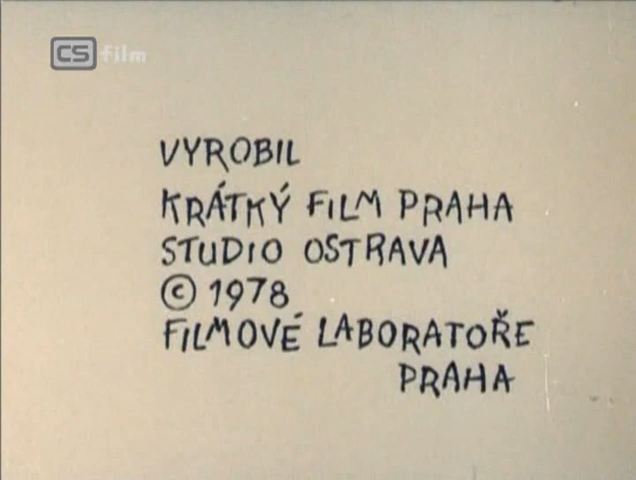 CS film
VYROBIL
KRÁTKÝ FILM PRAHA
STUDIO OSTRAVA
© 1978
FILMOVÉ LABORATOŘE
PRAHA